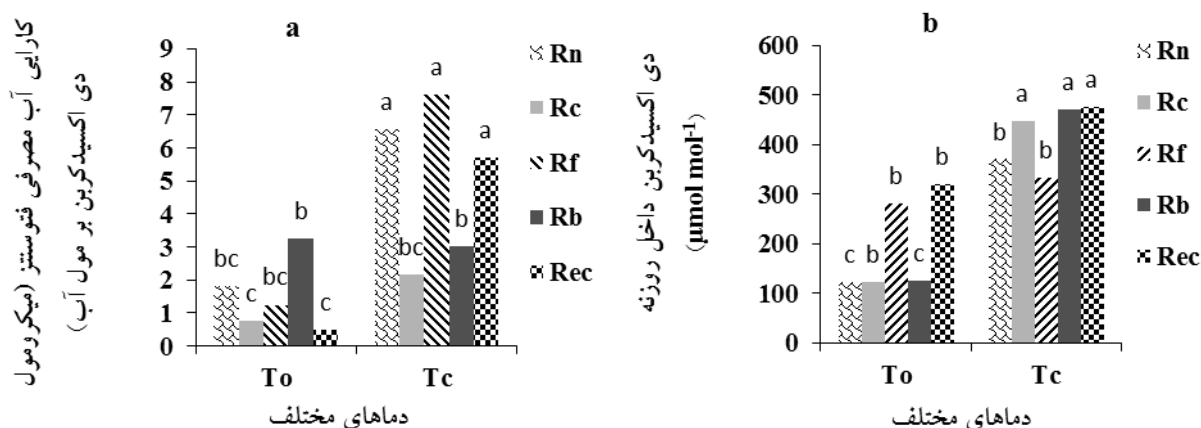 کارایی آب مصرفی فتوسنتز (میکرومول
دی اکسیدکربن بر مول آب)
a
9
8
7
6
5
4
3
2
1
0
bc
c
bc
b
c
a
bc
a
b
a
To
Tc
دماهای مختلف
Rn
Rc
Rf
Rb
Rec
دی اکسیدکربن داخل روزنه
(µmol mol-1)
b
600
500
400
300
200
100
0
c
b
b
c
b
b
a
b
a
a
To
Tc
دماهای مختلف
Rn
Rc
Rf
Rb
Rec